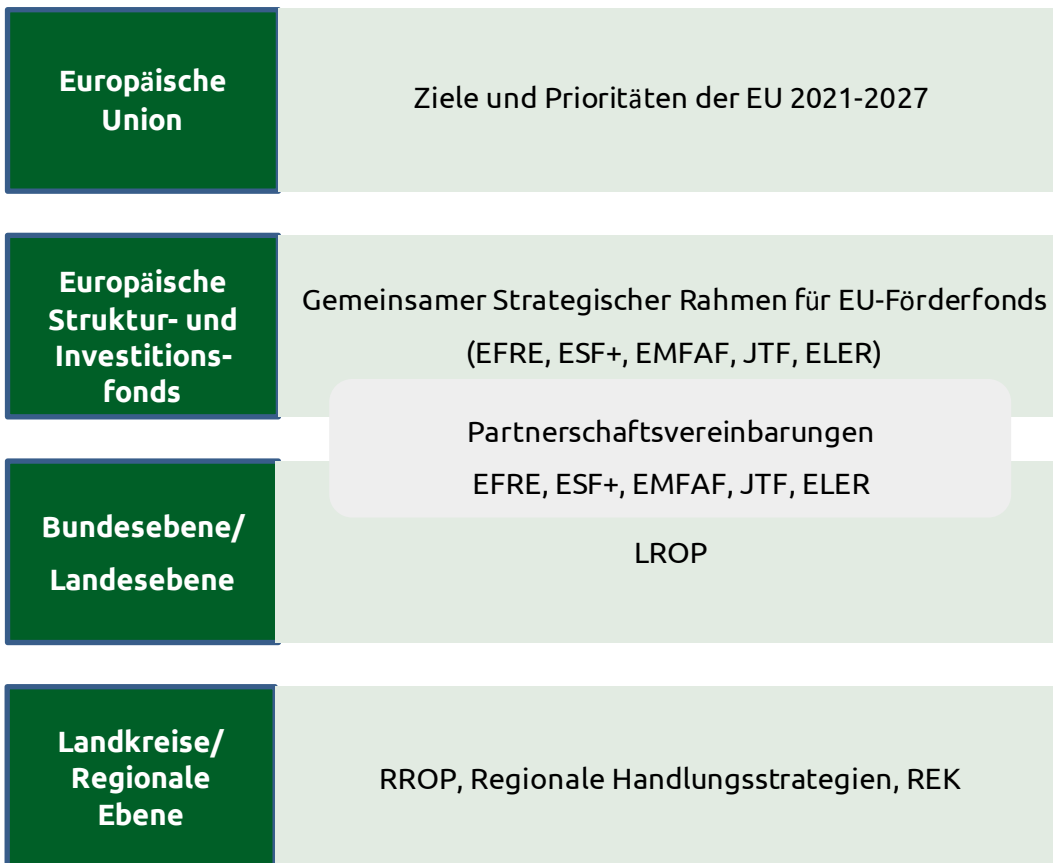 Europäische
Union
Ziele und Prioritäten der EU 2021-2027
Europäische
Struktur- und
Investitions-
fonds
Gemeinsamer Strategischer Rahmen für EU-Förderfonds
(EFRE, ESF+, EMFAF, JTF, ELER)
Partnerschaftsvereinbarungen
EFRE, ESF+, EMFAF, JTF, ELER
Bundesebene/
Landesebene
LROP
Landkreise/
Regionale
Ebene
RROP, Regionale Handlungsstrategien, REK